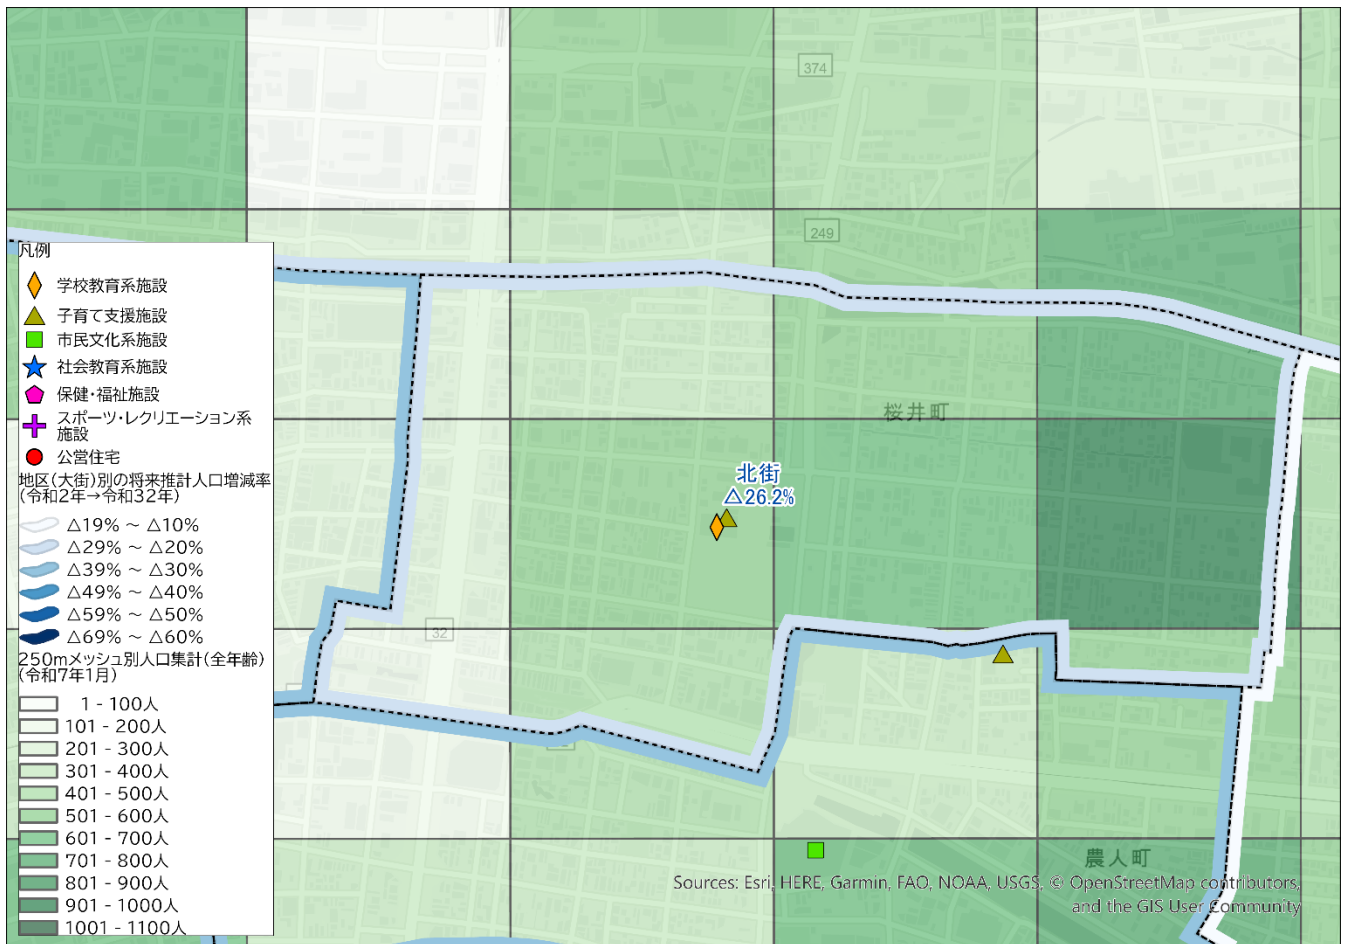 374
249
凡例
学校教育系施設
子育て支援施設
市民文化系施設
社会教育系施設
保健・福祉施設
スポーツ・レクリエーション系
施設
公営住宅
地区(大街)別の将来推計人口増減率
(令和2年→令和32年)
△19% ～ △10%
△29% ～ △20%
△39% ～ △30%
△49% ～ △40%
△59% ～ △50%
△69% ～ △60%
250mメッシュ別人口集計(全年齢)
(令和7年1月)
1 - 100人
101 - 200人
201 - 300人
301 - 400人
401 - 500人
501 - 600人
601 - 700人
701 - 800人
801 - 900人
901 - 1000人
1001 - 1100人
桜井町
北街
△26.2%
32
農人町
Sources: Esri, HERE, Garmin, FAO, NOAA, USGS, © OpenStreetMap contributors,
and the GIS User Community